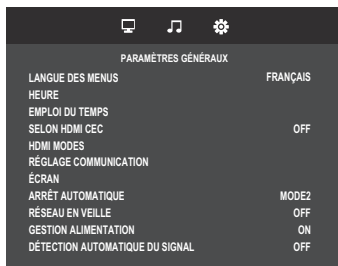 PARAMÈTRES GÉNÉRAUX
LANGUE DES MENUS FRANÇAIS
HEURE
EMPLOI DU TEMPS
SELON HDMI CEC OFF
HDMI MODES
RÉGLAGE COMMUNICATION
ÉCRAN
ARRÊT AUTOMATIQUE MODE2
RÉSEAU EN VEILLE OFF
GESTION ALIMENTATION ON
DÉTECTION AUTOMATIQUE DU SIGNAL OFF